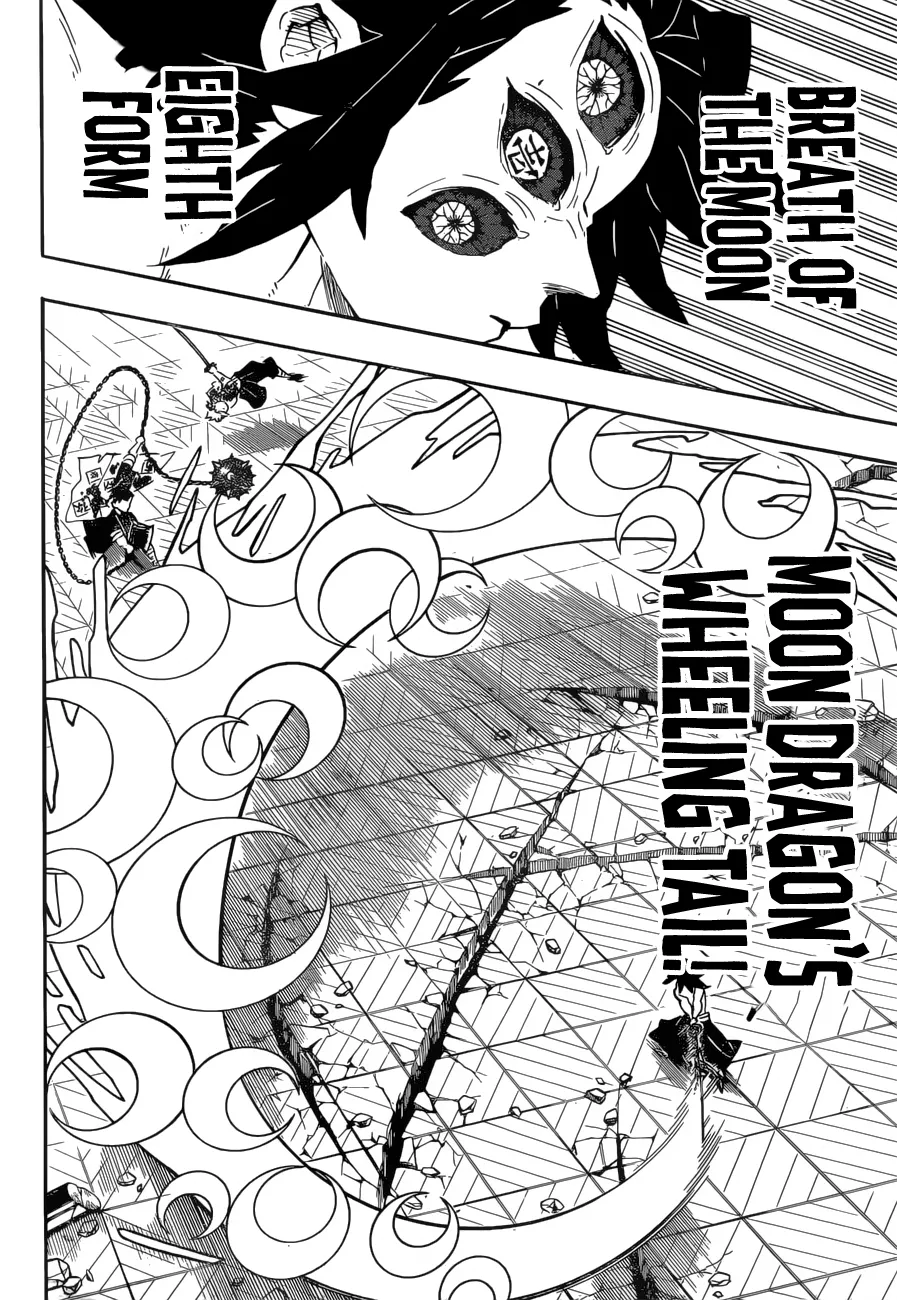 BREATH OF
THE MOON
EIGHTH
FORM
MOON DRAGON'S
WHEELING TAIL!